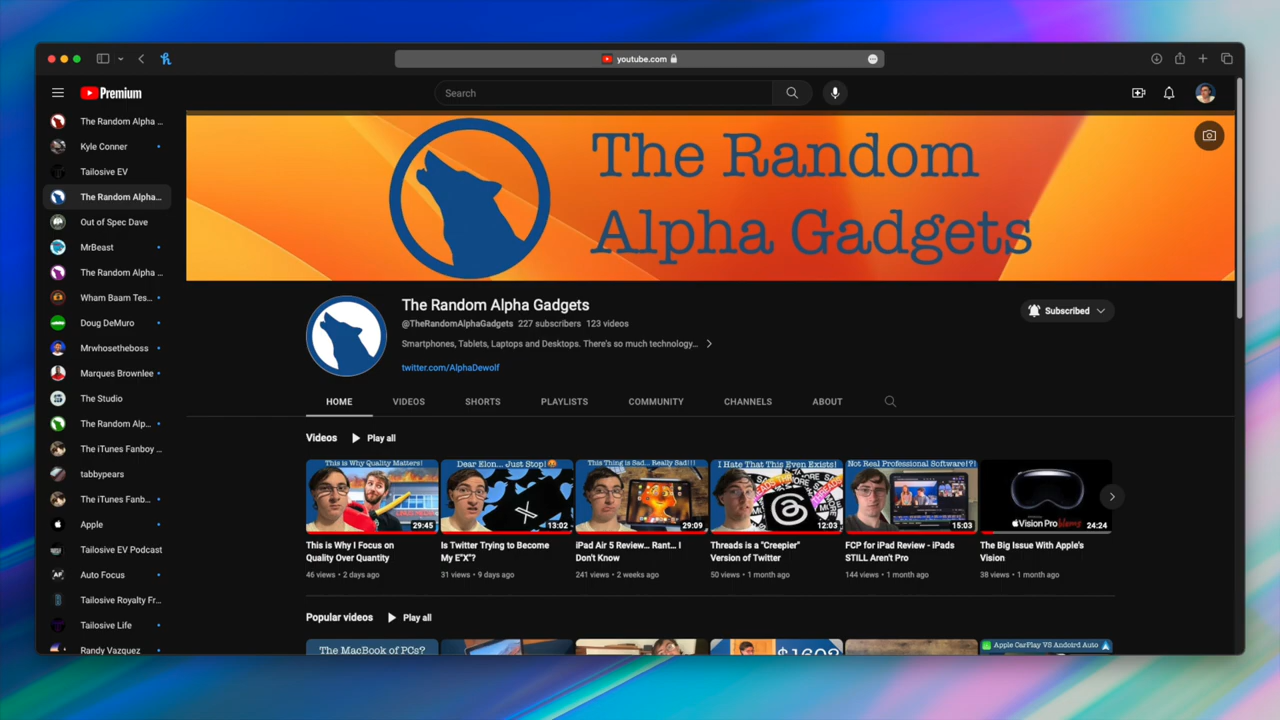 youtube.com
Premium
Search
The Random Alpha ...
Kyle Conner
Tailosive EV
The Random Alpha...
Out of Spec Dave
MrBeast
The Random Alpha ...
Wham Baam Tes...
Doug DeMuro
Mrwhosetheboss
Marques Brownlee
The Studio
The Random Alp...
The iTunes Fanboy ...
tabbypears
The iTunes Fanb...
Apple
Tailosive EV Podcast
AF
Auto Focus
Tailosive Royalty Fr...
Tailosive Life
Randy Vazquez
The Random
Alpha Gadgets
The Random Alpha Gadgets
@TheRandomAlphaGadgets 227 subscribers 123 videos
Smartphones, Tablets, Laptops and Desktops. There's so much technology...
twitter.com/AlphaDewolf
Subscribed
HOME VIDEOS SHORTS PLAYLISTS COMMUNITY CHANNELS ABOUT
Videos Play all
This is Why Quality Matters!
29:45
This is Why I Focus on
Quality Over Quantity
46 views • 2 days ago
Dear Elon... Just Stop!
13:02
Is Twitter Trying to Become
My E"X"?
31 views • 9 days ago
This Thing is Sad... Really Sad!!!
29:09
iPad Air 5 Review... Rant... I
Don't Know
241 views • 2 weeks ago
I Hate That This Even Exists!
12:03
Threads is a "Creepier"
Version of Twitter
50 views • 1 month ago
Not Real Professional Software!?!
15:03
FCP for iPad Review - iPads
STILL Aren't Pro
144 views • 1 month ago
Vision Problems
24:24
The Big Issue With Apple's
Vision
38 views • 1 month ago
Popular videos Play all
The MacBook of PCs?
$1602
Apple CarPlay VS Andoird Auto